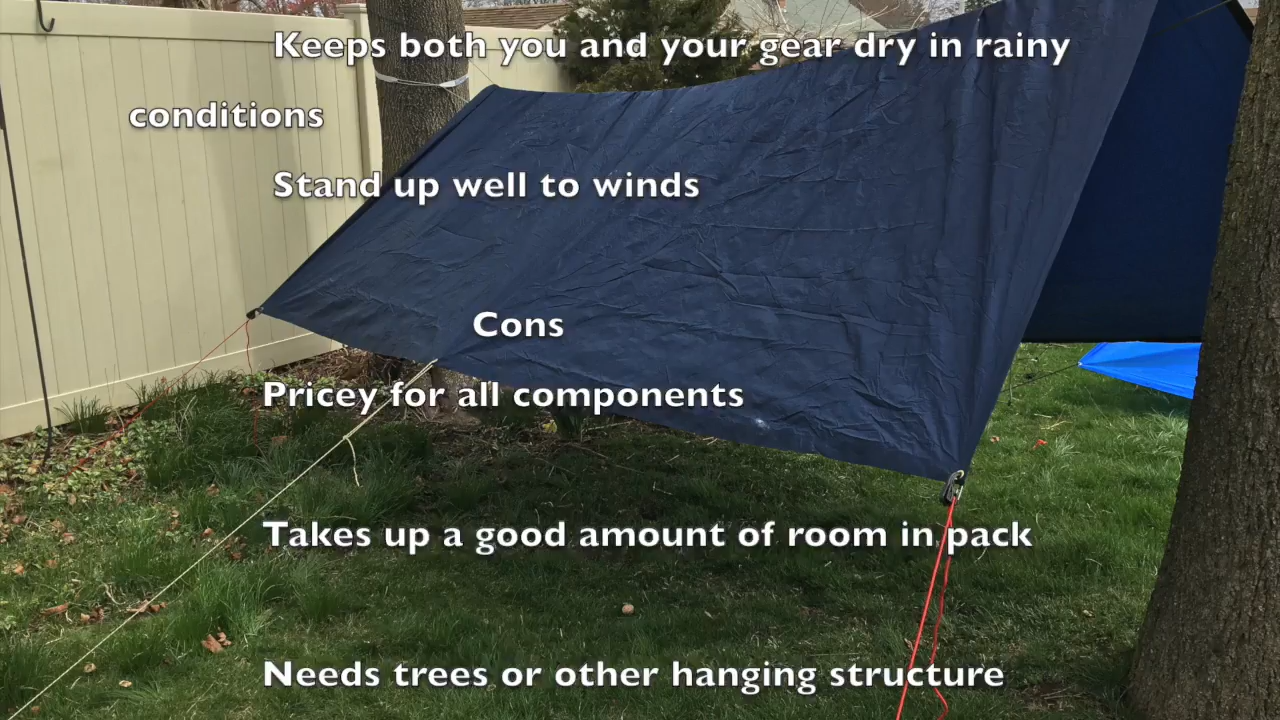 Keeps both you and your gear dry in rainy
conditions
Stand up well to winds
Cons
Pricey for all components
Takes up a good amount of room in pack
Needs trees or other hanging structure